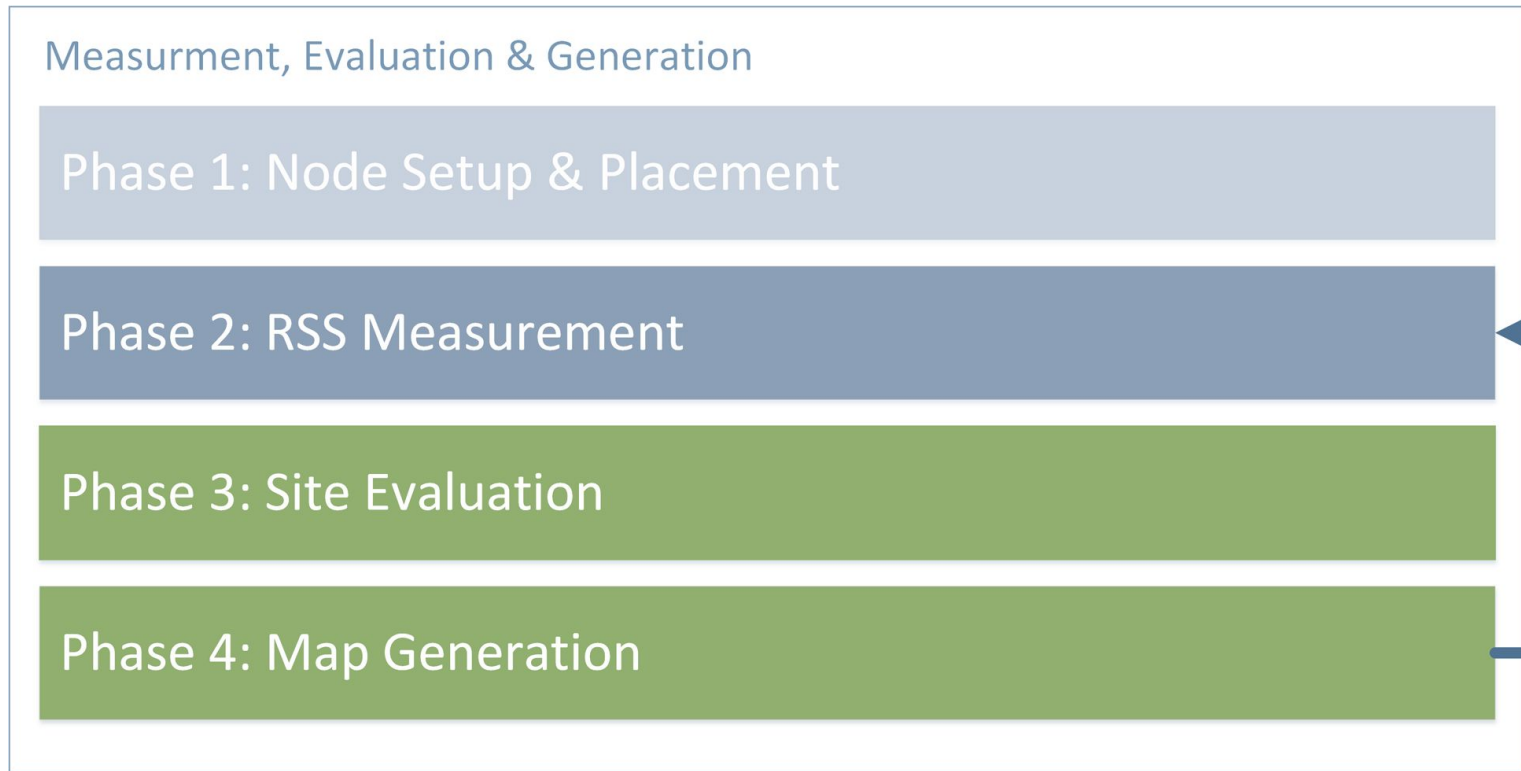 Measurment, Evaluation & Generation
Phase 1: Node Setup & Placement
Phase 2: RSS Measurement
Phase 3: Site Evaluation
Phase 4: Map Generation